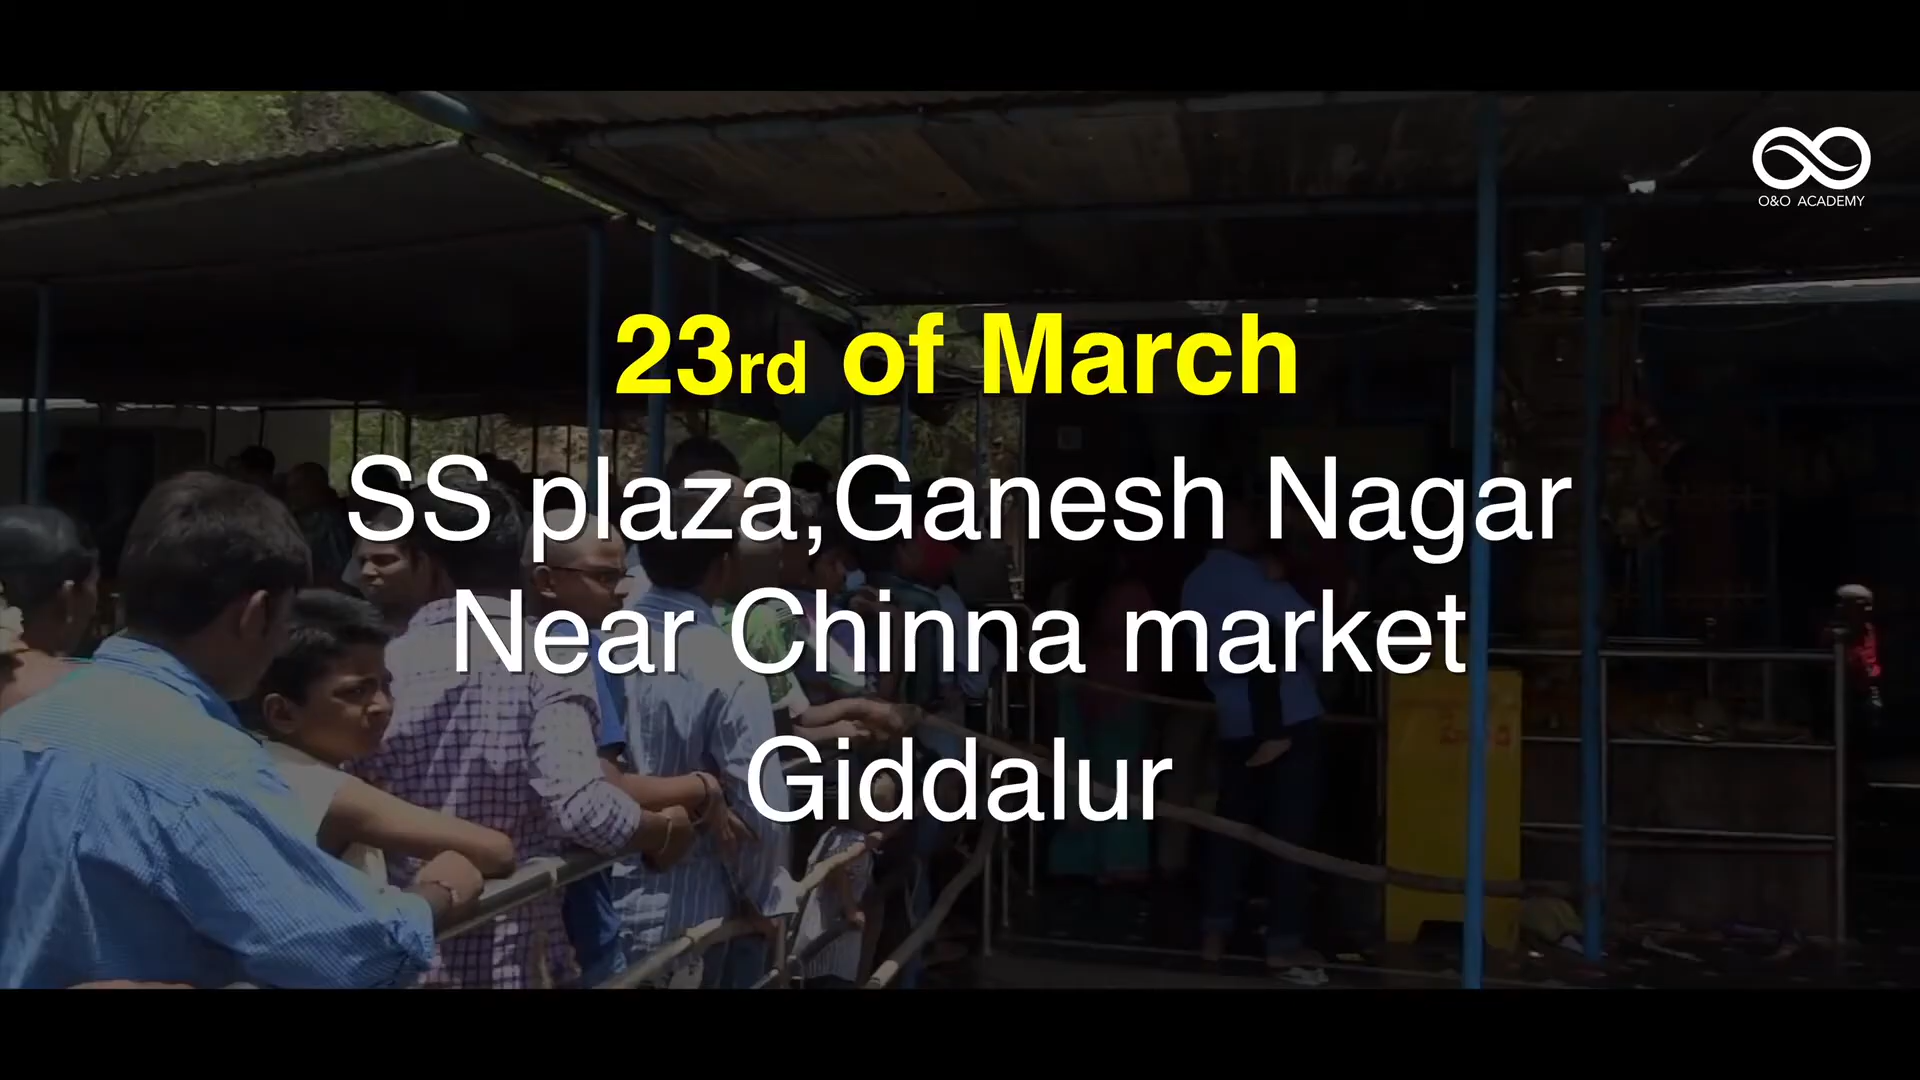 O&O ACADEMY
23rd of March
SS plaza,Ganesh Nagar
Near Chinna market
Giddalur